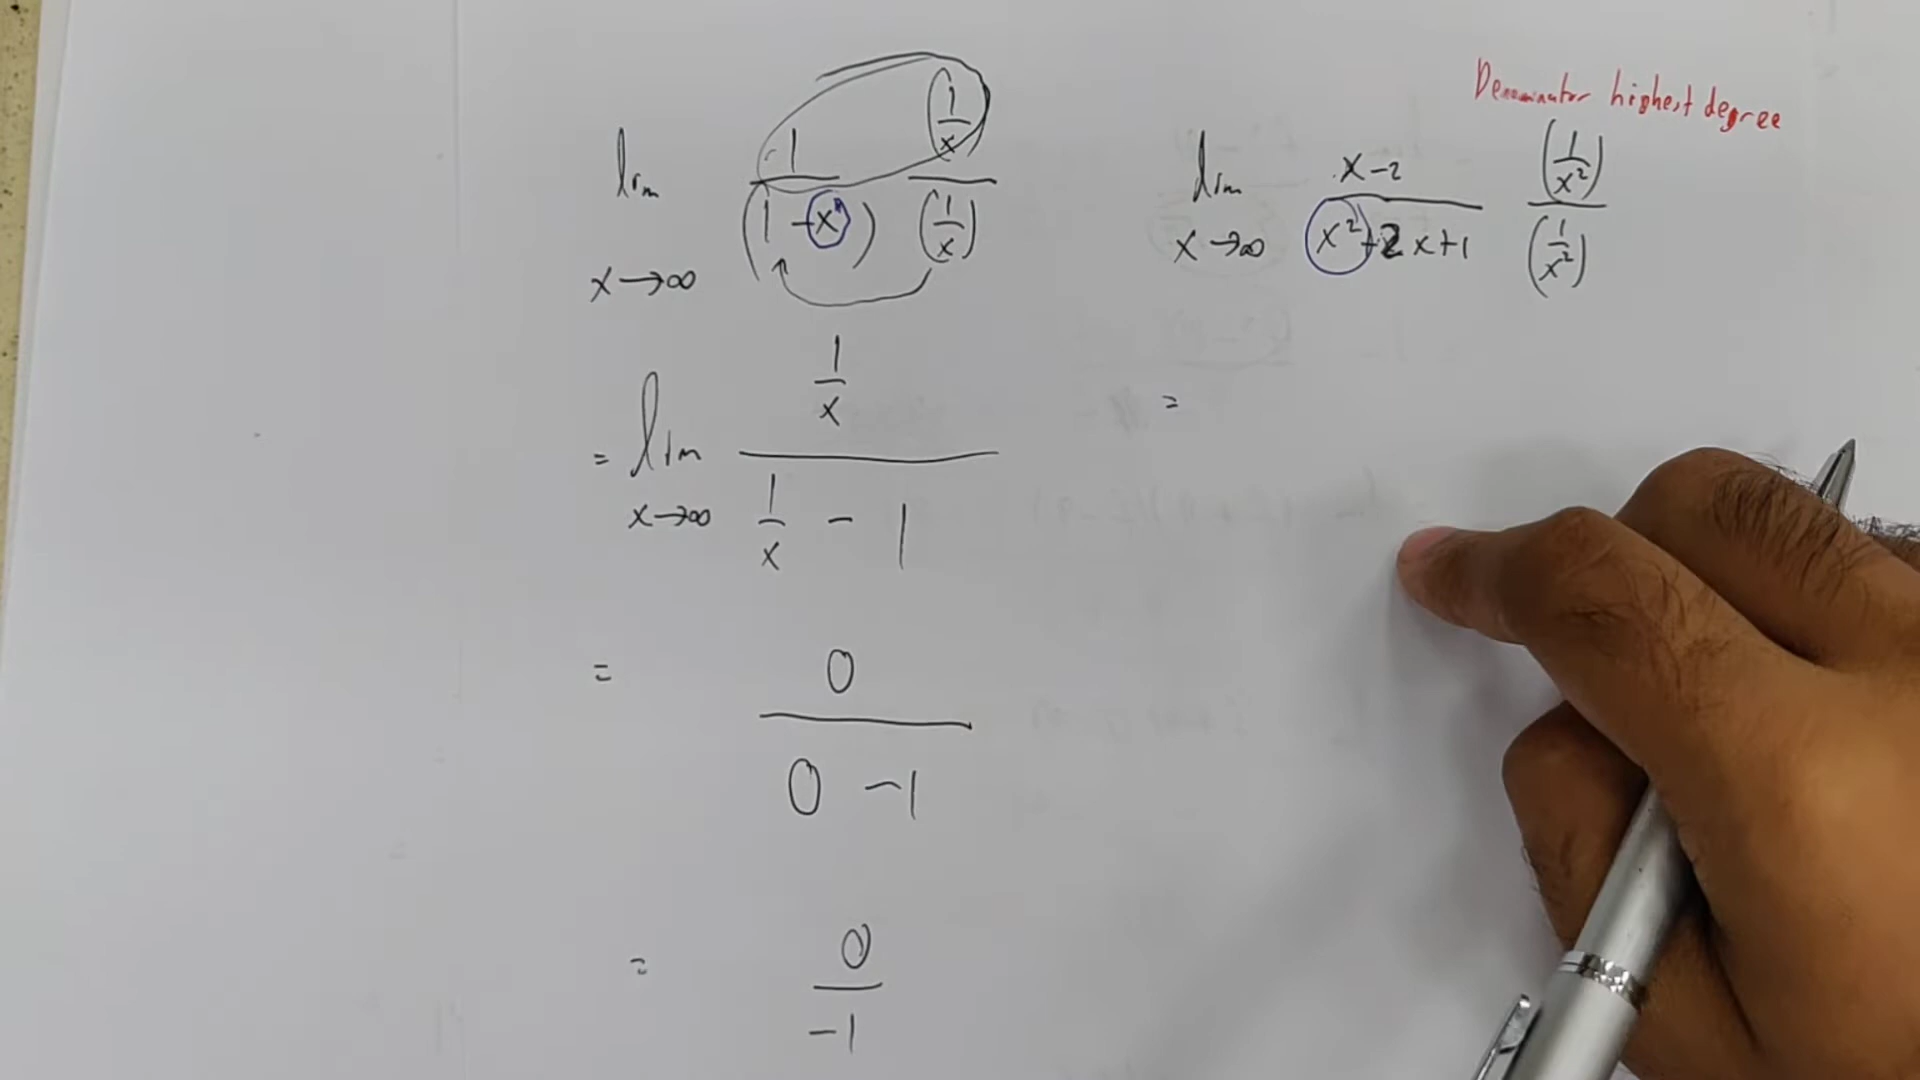 Denominator highest degree
lim x→∞ 1/(1 - x) (1/x)/(1/x)
= lim x→∞ (1/x)/(1/x - 1)
= 0/(0 - 1)
= 0/-1
lim x→∞ (x - 2)/(x² + 2x + 1) (1/x²)/(1/x²)
=